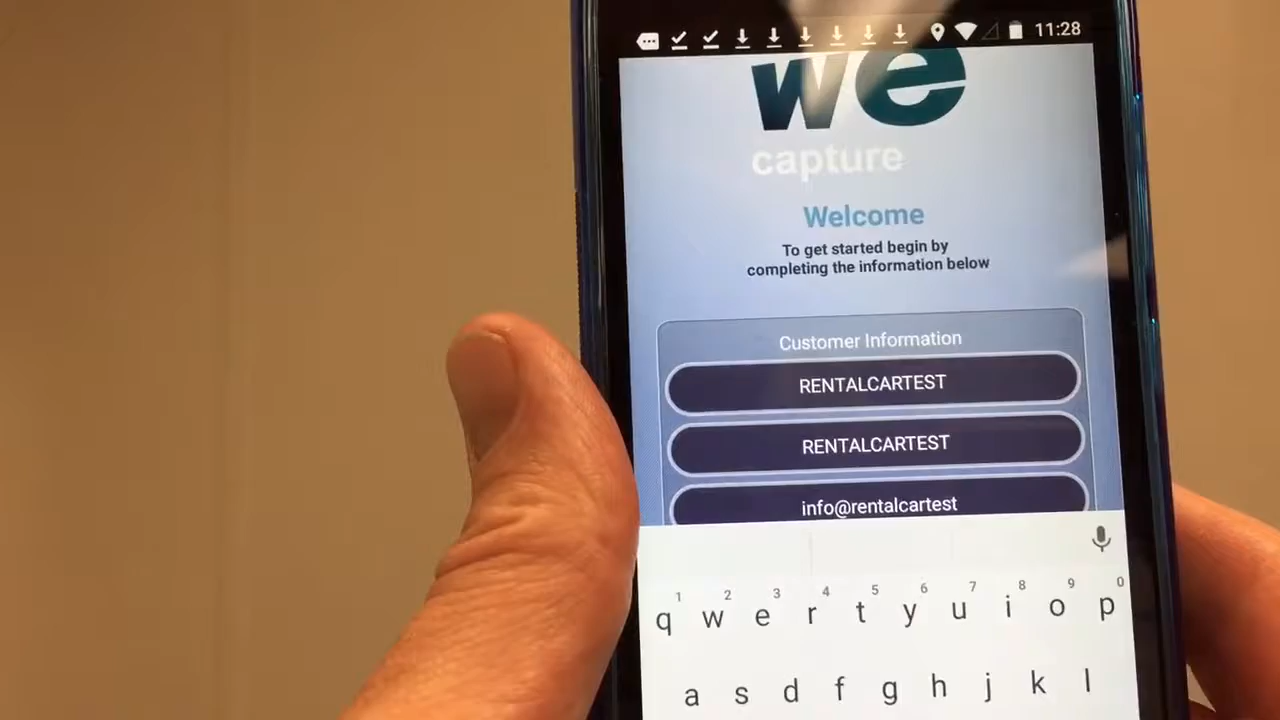 11:28
we
capture
Welcome
To get started begin by
completing the information below
Customer Information
RENTALCARTEST
RENTALCARTEST
info@rentalcartest
1 2 3 4 5 6 7 8 9 0
q w e r t y u i o p
a s d f g h j k l